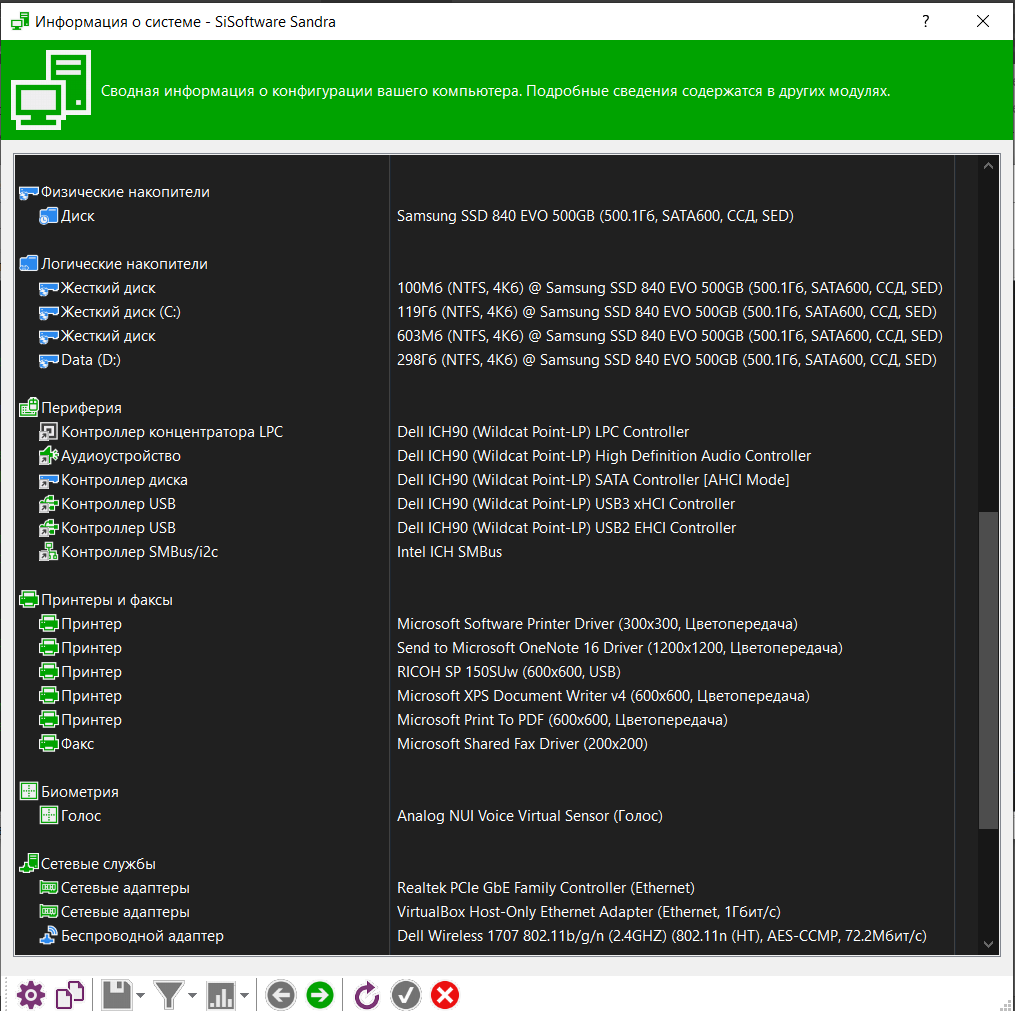 Информация о системе - SiSoftware Sandra
?
Сводная информация о конфигурации вашего компьютера. Подробные сведения содержатся в других модулях.
Физические накопители
Диск Samsung SSD 840 EVO 500GB (500.1Гб, SATA600, ССД, SED)
Логические накопители
Жесткий диск 100Мб (NTFS, 4Кб) @ Samsung SSD 840 EVO 500GB (500.1Гб, SATA600, ССД, SED)
Жесткий диск (C:) 119Гб (NTFS, 4Кб) @ Samsung SSD 840 EVO 500GB (500.1Гб, SATA600, ССД, SED)
Жесткий диск 603Мб (NTFS, 4Кб) @ Samsung SSD 840 EVO 500GB (500.1Гб, SATA600, ССД, SED)
Data (D:) 298Гб (NTFS, 4Кб) @ Samsung SSD 840 EVO 500GB (500.1Гб, SATA600, ССД, SED)
Периферия
Контроллер концентратора LPC Dell ICH90 (Wildcat Point-LP) LPC Controller
Аудиоустройство Dell ICH90 (Wildcat Point-LP) High Definition Audio Controller
Контроллер диска Dell ICH90 (Wildcat Point-LP) SATA Controller [AHCI Mode]
Контроллер USB Dell ICH90 (Wildcat Point-LP) USB3 xHCI Controller
Контроллер USB Dell ICH90 (Wildcat Point-LP) USB2 EHCI Controller
Контроллер SMBus/i2c Intel ICH SMBus
Принтеры и факсы
Принтер Microsoft Software Printer Driver (300x300, Цветопередача)
Принтер Send to Microsoft OneNote 16 Driver (1200x1200, Цветопередача)
Принтер RICOH SP 150SUw (600x600, USB)
Принтер Microsoft XPS Document Writer v4 (600x600, Цветопередача)
Принтер Microsoft Print To PDF (600x600, Цветопередача)
Факс Microsoft Shared Fax Driver (200x200)
Биометрия
Голос Analog NUI Voice Virtual Sensor (Голос)
Сетевые службы
Сетевые адаптеры Realtek PCIe GbE Family Controller (Ethernet)
Сетевые адаптеры VirtualBox Host-Only Ethernet Adapter (Ethernet, 1Гбит/с)
Беспроводной адаптер Dell Wireless 1707 802.11b/g/n (2.4GHZ) (802.11n (HT), AES-CCMP, 72.2Мбит/с)